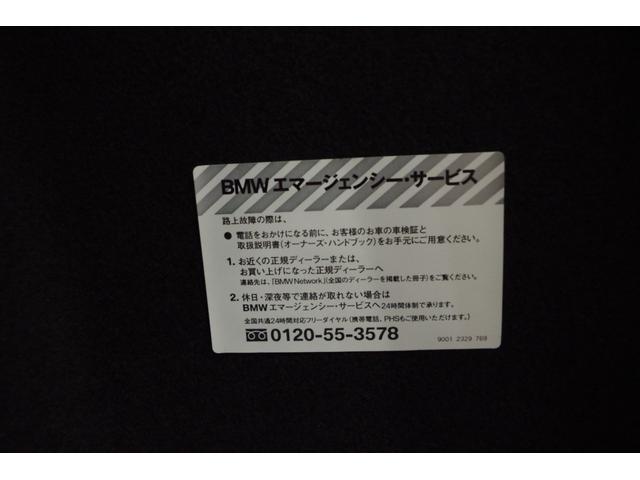 BMWエマージェンシー・サービス
路上故障の際は、
● 電話をおかけになる前に、お客様のお車の車検証と
取扱説明書(オーナーズ・ハンドブック)をお手元にご用意ください。
1. お近くの正規ディーラーまたは、
お買い上げになった正規ディーラーへ
連絡先は、「BMW Network」(全国のディーラーを掲載した冊子)をご覧ください。
2. 休日・深夜等で連絡が取れない場合は
BMWエマージェンシー・サービスへ24時間体制で承ります。
全国共通24時間対応フリーダイヤル(携帯電話、PHSもご使用いただけます。)
0120-55-3578
9001 2329 769